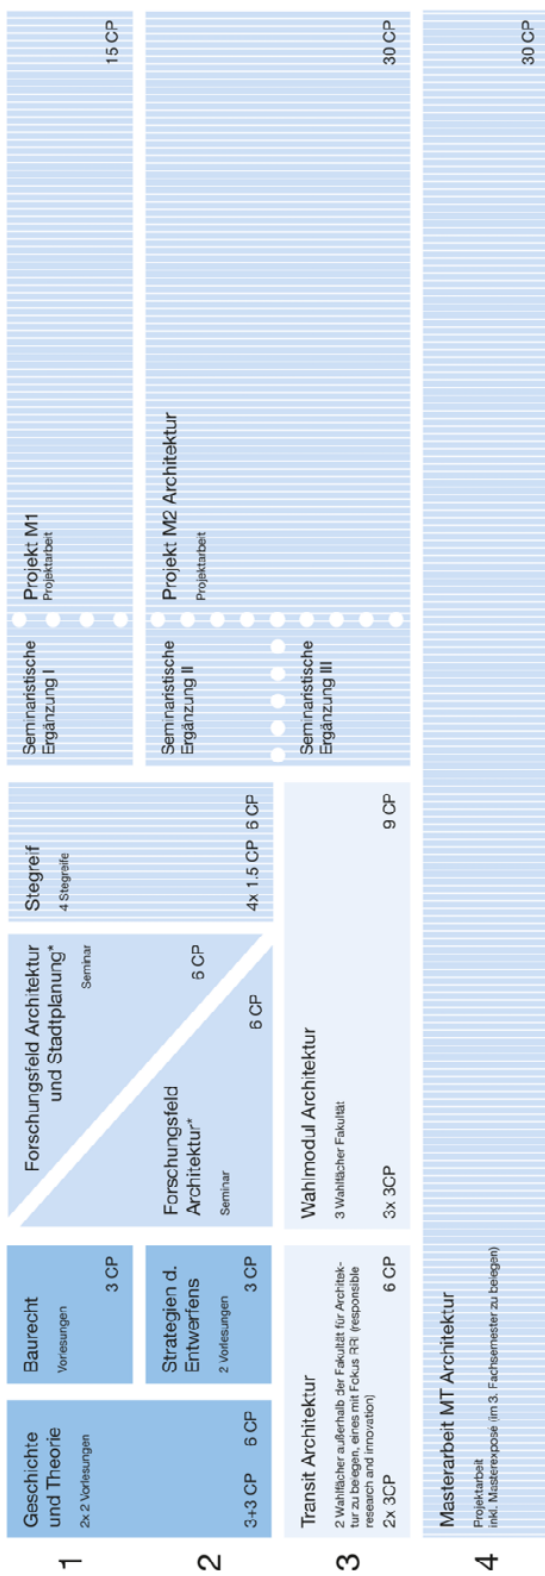 1
Geschichte
und Theorie
2x 2 Vorlesungen
3+3 CP 6 CP
Baurecht
Vorlesungen
3 CP
Forschungsfeld Architektur
und Stadtplanung*
Seminar
6 CP
Stegreif
4 Stegreife
4x 1.5 CP 6 CP
Seminaristische
Ergänzung I
Projekt M1
Projektarbeit
15 CP
2
Strategien d.
Entwerfens
2 Vorlesungen
3 CP
Forschungsfeld
Architektur*
Seminar
6 CP
Seminaristische
Ergänzung II
Projekt M2 Architektur
Projektarbeit
30 CP
3
Transit Architektur
2 Wahlfächer außerhalb der Fakultät für Architek-
tur zu belegen, eines mit Fokus RRI (responsible
research and innovation)
2x 3CP 6 CP
Wahlmodul Architektur
3 Wahlfächer Fakultät
3x 3CP 9 CP
Seminaristische
Ergänzung III
4
Masterarbeit MT Architektur
Projektarbeit
inkl. Masterexposé (im 3. Fachsemester zu belegen)
30 CP